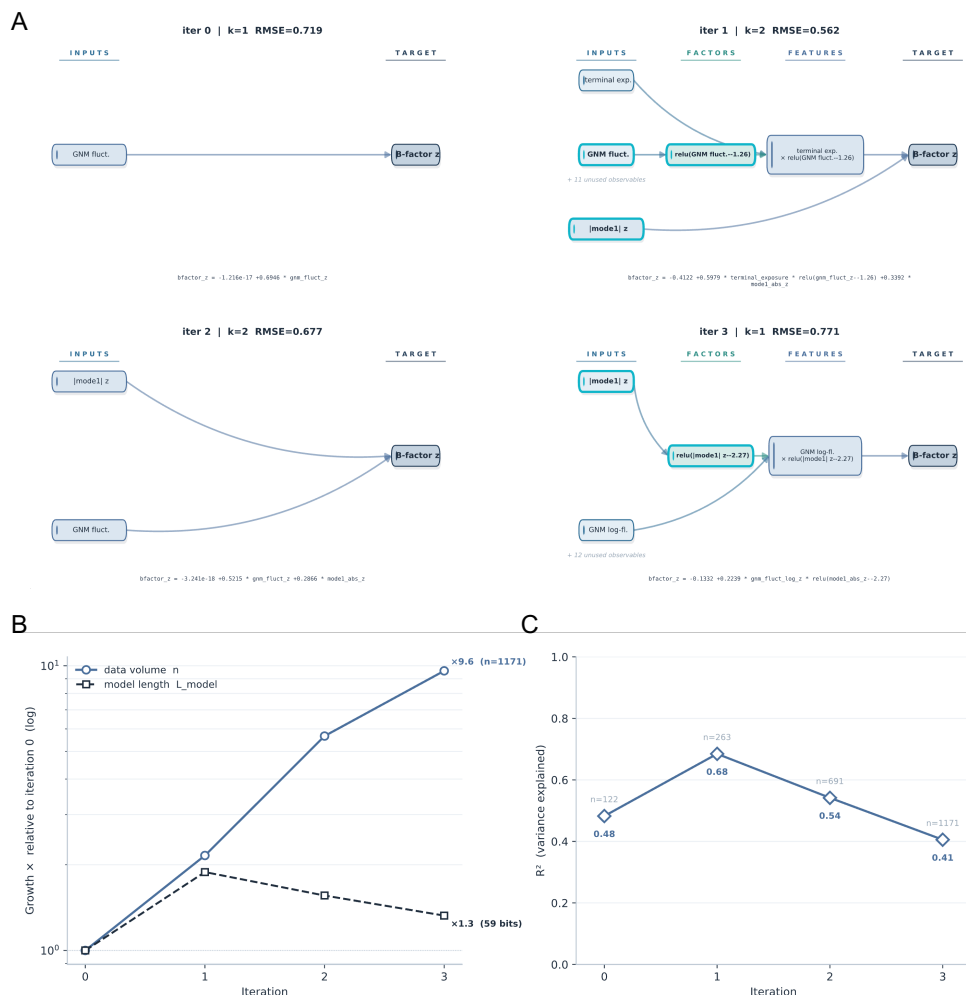 A
iter 0 | k=1 RMSE=0.719
INPUTS
TARGET
GNM fluct.
B-factor z
bfactor_z = -1.216e-17 +0.6946 * gnm_fluct_z
iter 1 | k=2 RMSE=0.562
INPUTS
FACTORS
FEATURES
TARGET
terminal exp.
GNM fluct.
relu(GNM fluct.--1.26)
terminal exp.
× relu(GNM fluct.--1.26)
B-factor z
+ 11 unused observables
|mode1| z
bfactor_z = -0.4122 +0.5979 * terminal_exposure * relu(gnm_fluct_z--1.26) +0.3392 *
mode1_abs_z
iter 2 | k=2 RMSE=0.677
INPUTS
TARGET
|mode1| z
B-factor z
GNM fluct.
bfactor_z = -3.241e-18 +0.5215 * gnm_fluct_z +0.2866 * mode1_abs_z
iter 3 | k=1 RMSE=0.771
INPUTS
FACTORS
FEATURES
TARGET
|mode1| z
relu(|mode1| z--2.27)
GNM log-fl.
× relu(|mode1| z--2.27)
B-factor z
GNM log-fl.
+ 12 unused observables
bfactor_z = -0.1332 +0.2239 * gnm_fluct_log_z * relu(mode1_abs_z--2.27)
B
Growth × relative to iteration 0 (log)
10¹
10⁰
data volume n
model length L_model
×9.6 (n=1171)
×1.3 (59 bits)
0
1
2
3
Iteration
C
R² (variance explained)
1.0
0.8
0.6
0.4
0.2
0.0
n=122
0.48
n=263
0.68
n=691
0.54
n=1171
0.41
0
1
2
3
Iteration